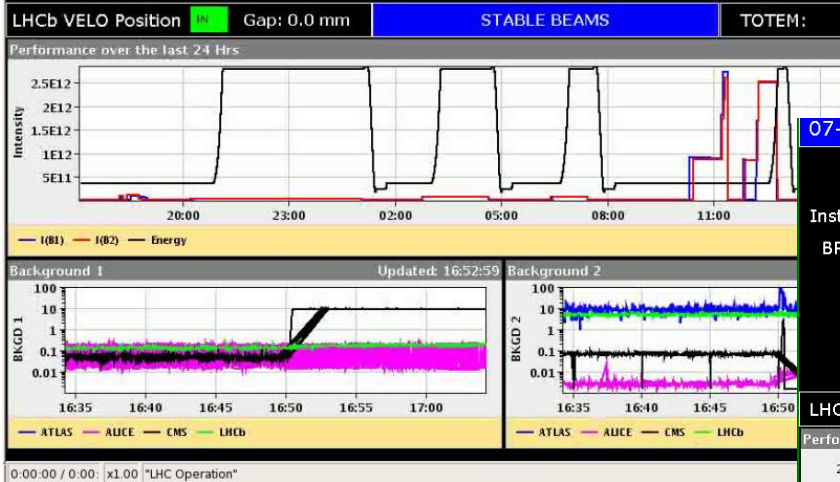 LHCb VELO Position IN Gap: 0.0 mm STABLE BEAMS TOTEM:
Performance over the last 24 Hrs
Intensity
2.5E12
2E12
1.5E12
1E12
5E11
20:00 23:00 02:00 05:00 08:00 11:00
I(B1) I(B2) Energy
07-
Inst
BP
LHC
Perfo
2
Background 1 Updated: 16:52:59
BKGD 1
100
10
1
0.1
0.01
16:35 16:40 16:45 16:50 16:55 17:00
ATLAS ALICE CMS LHCb
Background 2
BKGD 2
100
10
1
0.1
0.01
16:35 16:40 16:45 16:50
ATLAS ALICE CMS LHCb
0:00:00 / 0:00: x1.00 "LHC Operation"